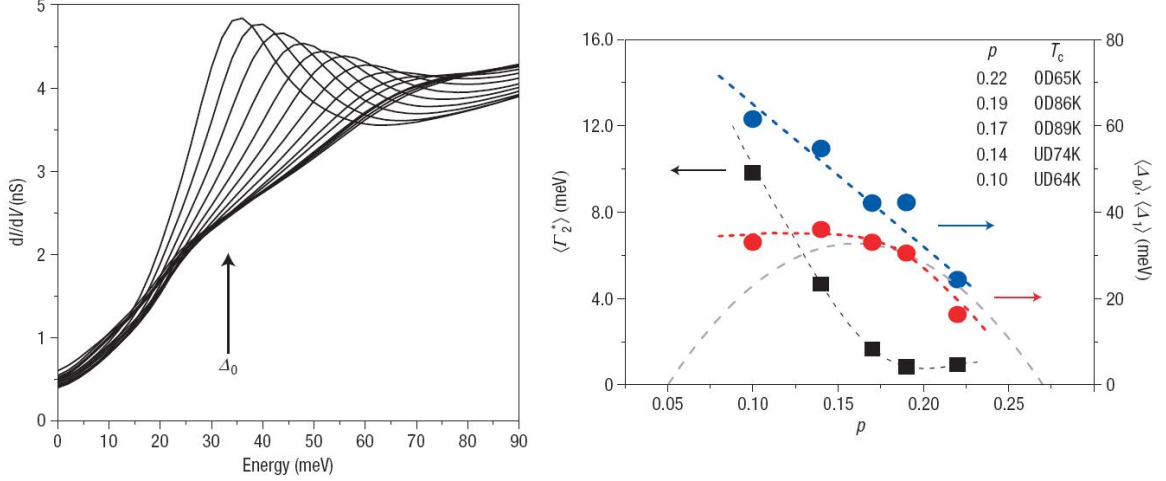 5
4
3
2
1
0
dI/dV (nS)
Δ₀
0 10 20 30 40 50 60 70 80 90
Energy (meV)
16.0
12.0
8.0
4.0
0
⟨Γ₂*⟩ (meV)
p T_c
0.22 OD65K
0.19 OD86K
0.17 OD89K
0.14 UD74K
0.10 UD64K
80
60
40
20
0
⟨Δ₀⟩, ⟨Δ₁⟩
(meV)
0.05 0.10 0.15 0.20 0.25
p